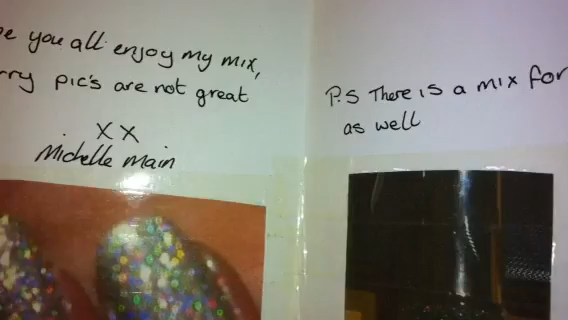 you all enjoy my mix,
pic's are not great
XX
Michelle Main
P.S There is a mix for
as well